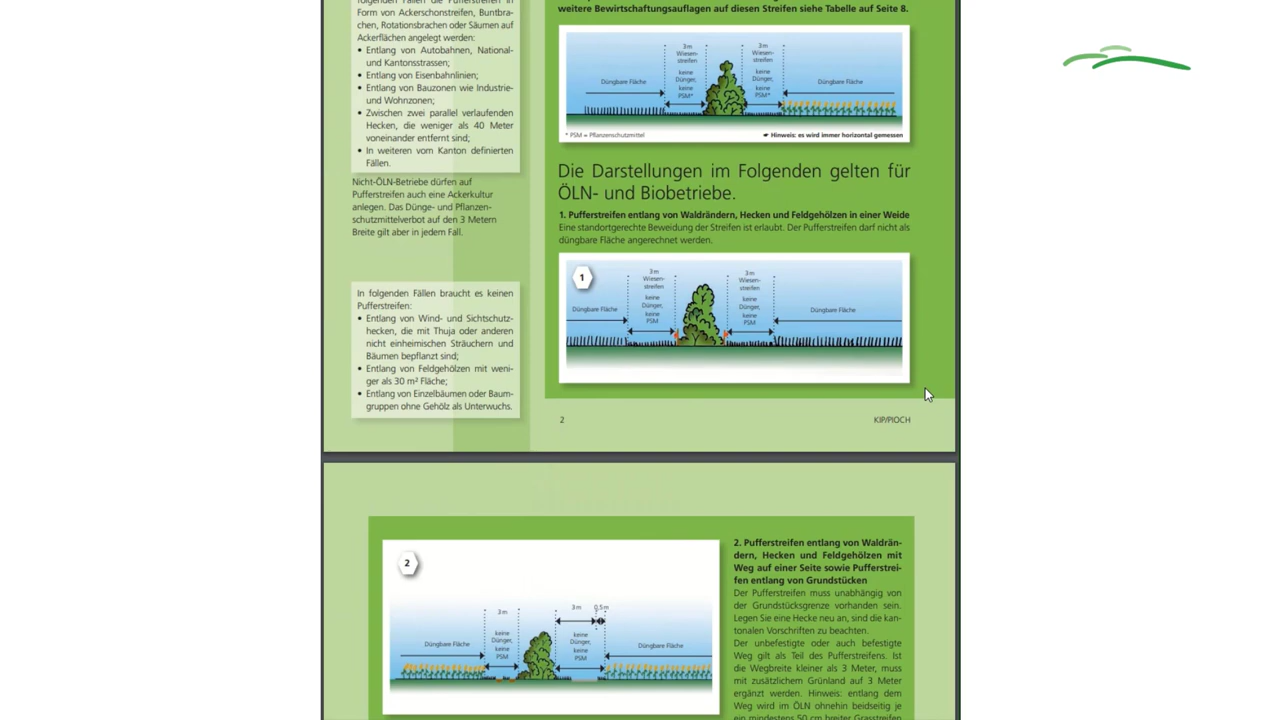 folgenden Fällen die Pufferstreifen in
Form von Ackerschonstreifen, Buntbra-
chen, Rotationsbrachen oder Säumen auf
Ackerflächen angelegt werden:
• Entlang von Autobahnen, National-
und Kantonsstrassen;
• Entlang von Eisenbahnlinien;
• Entlang von Bauzonen wie Industrie-
und Wohnzonen;
• Zwischen zwei parallel verlaufenden
Hecken, die weniger als 40 Meter
voneinander entfernt sind;
• In weiteren vom Kanton definierten
Fällen.
Nicht-ÖLN-Betriebe dürfen auf
Pufferstreifen auch eine Ackerkultur
anlegen. Das Dünge- und Pflanzen-
schutzmittelverbot auf den 3 Metern
Breite gilt aber in jedem Fall.
In folgenden Fällen braucht es keinen
Pufferstreifen:
• Entlang von Wind- und Sichtschutz-
hecken, die mit Thuja oder anderen
nicht einheimischen Sträuchern und
Bäumen bepflanzt sind;
• Entlang von Feldgehölzen mit weni-
ger als 30 m² Fläche;
• Entlang von Einzelbäumen oder Baum-
gruppen ohne Gehölz als Unterwuchs.
weitere Bewirtschaftungsauflagen auf diesen Streifen siehe Tabelle auf Seite 8.
Düngbare Fläche
3 m
Wiesen-
streifen
keine
Dünger,
keine
PSM*
3 m
Wiesen-
streifen
keine
Dünger,
keine
PSM*
Düngbare Fläche
* PSM = Pflanzenschutzmittel
Hinweis: es wird immer horizontal gemessen
Die Darstellungen im Folgenden gelten für
ÖLN- und Biobetriebe.
1. Pufferstreifen entlang von Waldrändern, Hecken und Feldgehölzen in einer Weide
Eine standortgerechte Beweidung der Streifen ist erlaubt. Der Pufferstreifen darf nicht als
düngbare Fläche angerechnet werden.
1
Düngbare Fläche
3 m
Wiesen-
streifen
keine
Dünger,
keine
PSM
3 m
Wiesen-
streifen
keine
Dünger,
keine
PSM
Düngbare Fläche
2
KIP/PIOCH
2
Düngbare Fläche
3 m
keine
Dünger,
keine
PSM
3 m
0,5 m
keine
Dünger,
keine
PSM
Düngbare Fläche
2. Pufferstreifen entlang von Waldrän-
dern, Hecken und Feldgehölzen mit
Weg auf einer Seite sowie Pufferstrei-
fen entlang von Grundstücken
Der Pufferstreifen muss unabhängig von
der Grundstücksgrenze vorhanden sein.
Legen Sie eine Hecke neu an, sind die kan-
tonalen Vorschriften zu beachten.
Der unbefestigte oder auch befestigte
Weg gilt als Teil des Pufferstreifens. Ist
die Wegbreite kleiner als 3 Meter, muss
mit zusätzlichem Grünland auf 3 Meter
ergänzt werden. Hinweis: entlang dem
Weg wird im ÖLN ohnehin beidseitig je
ein mindestens 50 cm breiter Grasstreifen